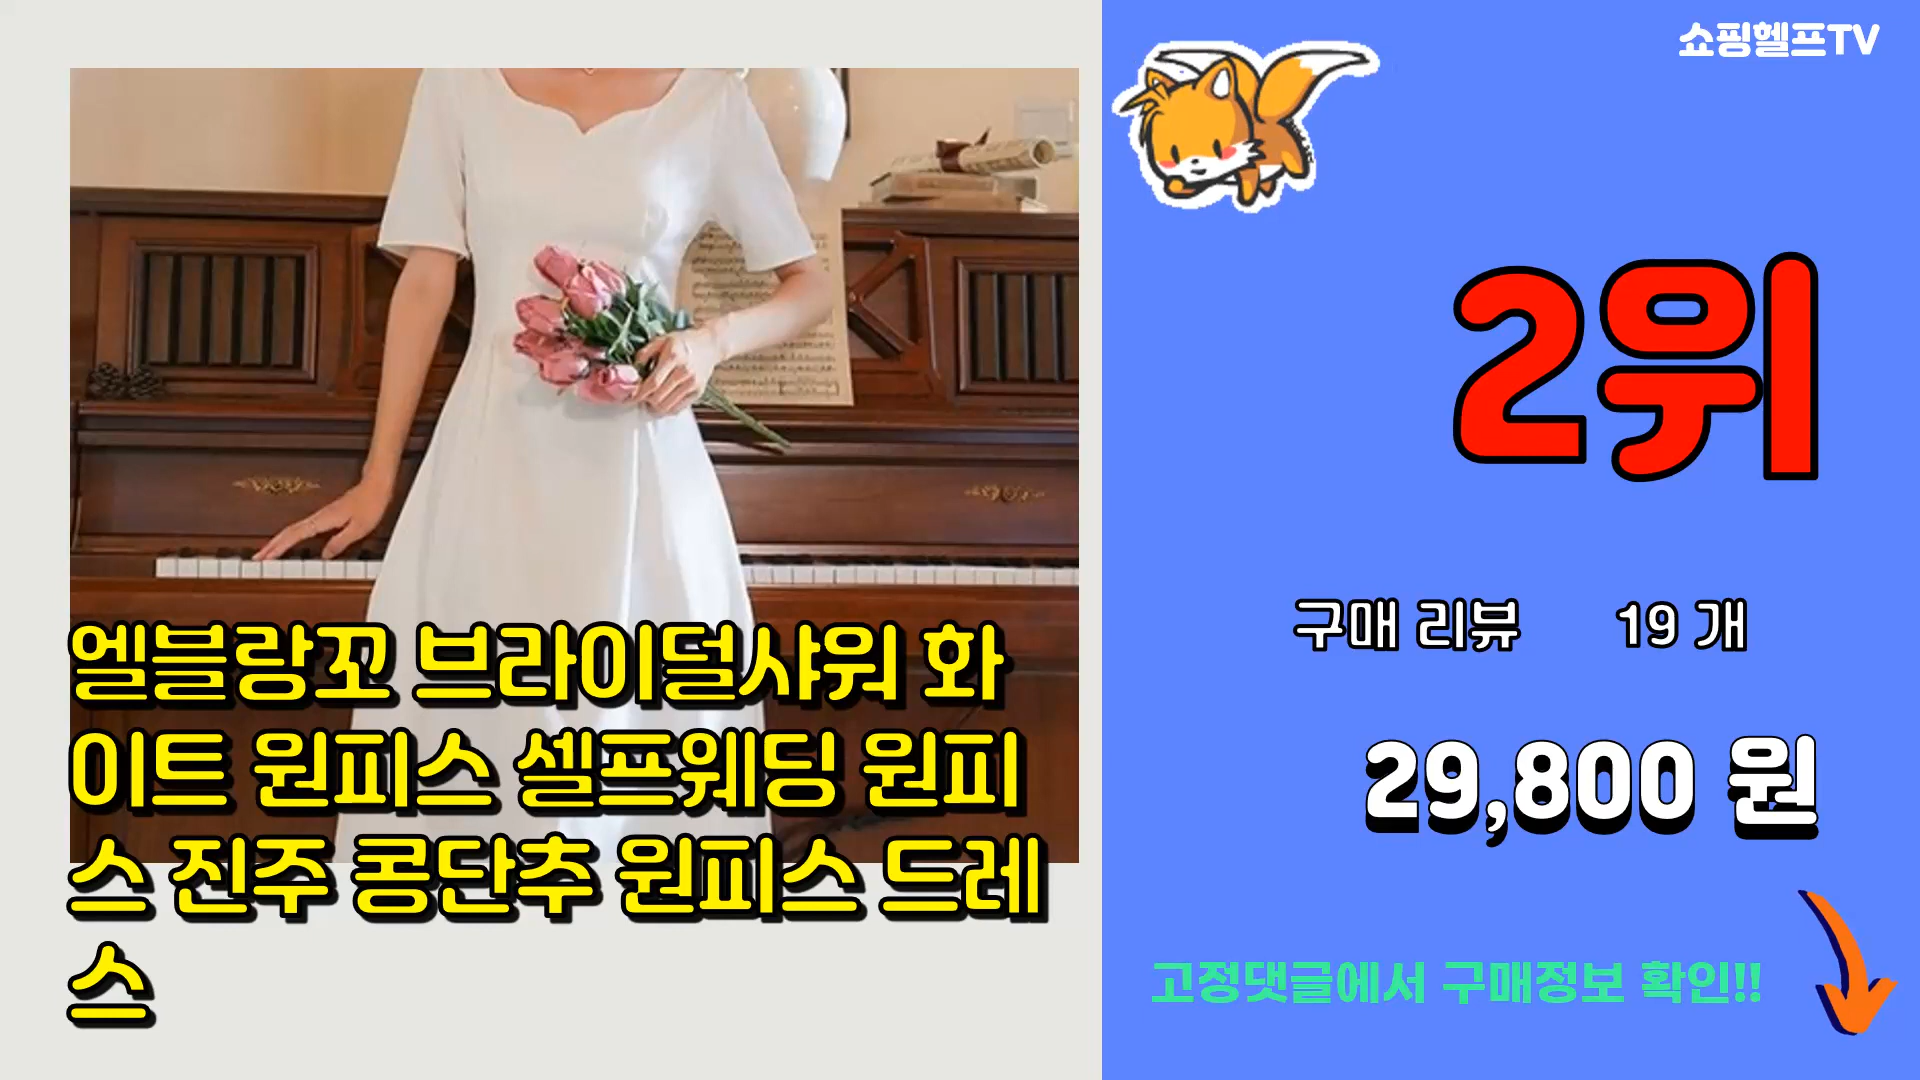 쇼핑헬프TV
2위
구매 리뷰 19 개
29,800 원
엘블랑꼬 브라이덜샤워 화
이트 원피스 셀프웨딩 원피
스 진주 콩단추 원피스 드레
스
고정댓글에서 구매정보 확인!!